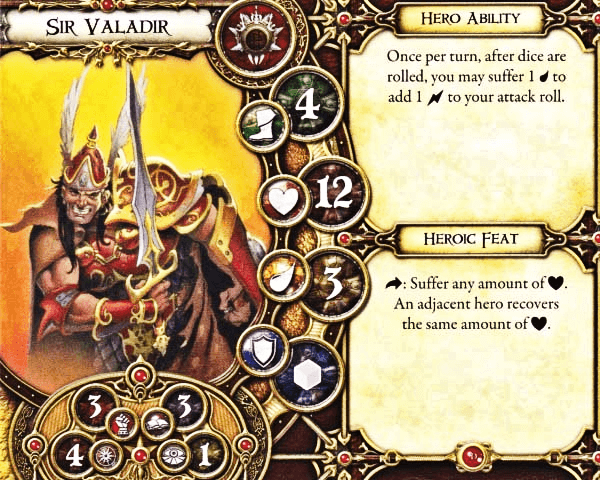 Sir Valadir
4
12
3
3
3
4
1
Hero Ability
Once per turn, after dice are
rolled, you may suffer 1 to
add 1 to your attack roll.
Heroic Feat
: Suffer any amount of .
An adjacent hero recovers
the same amount of .